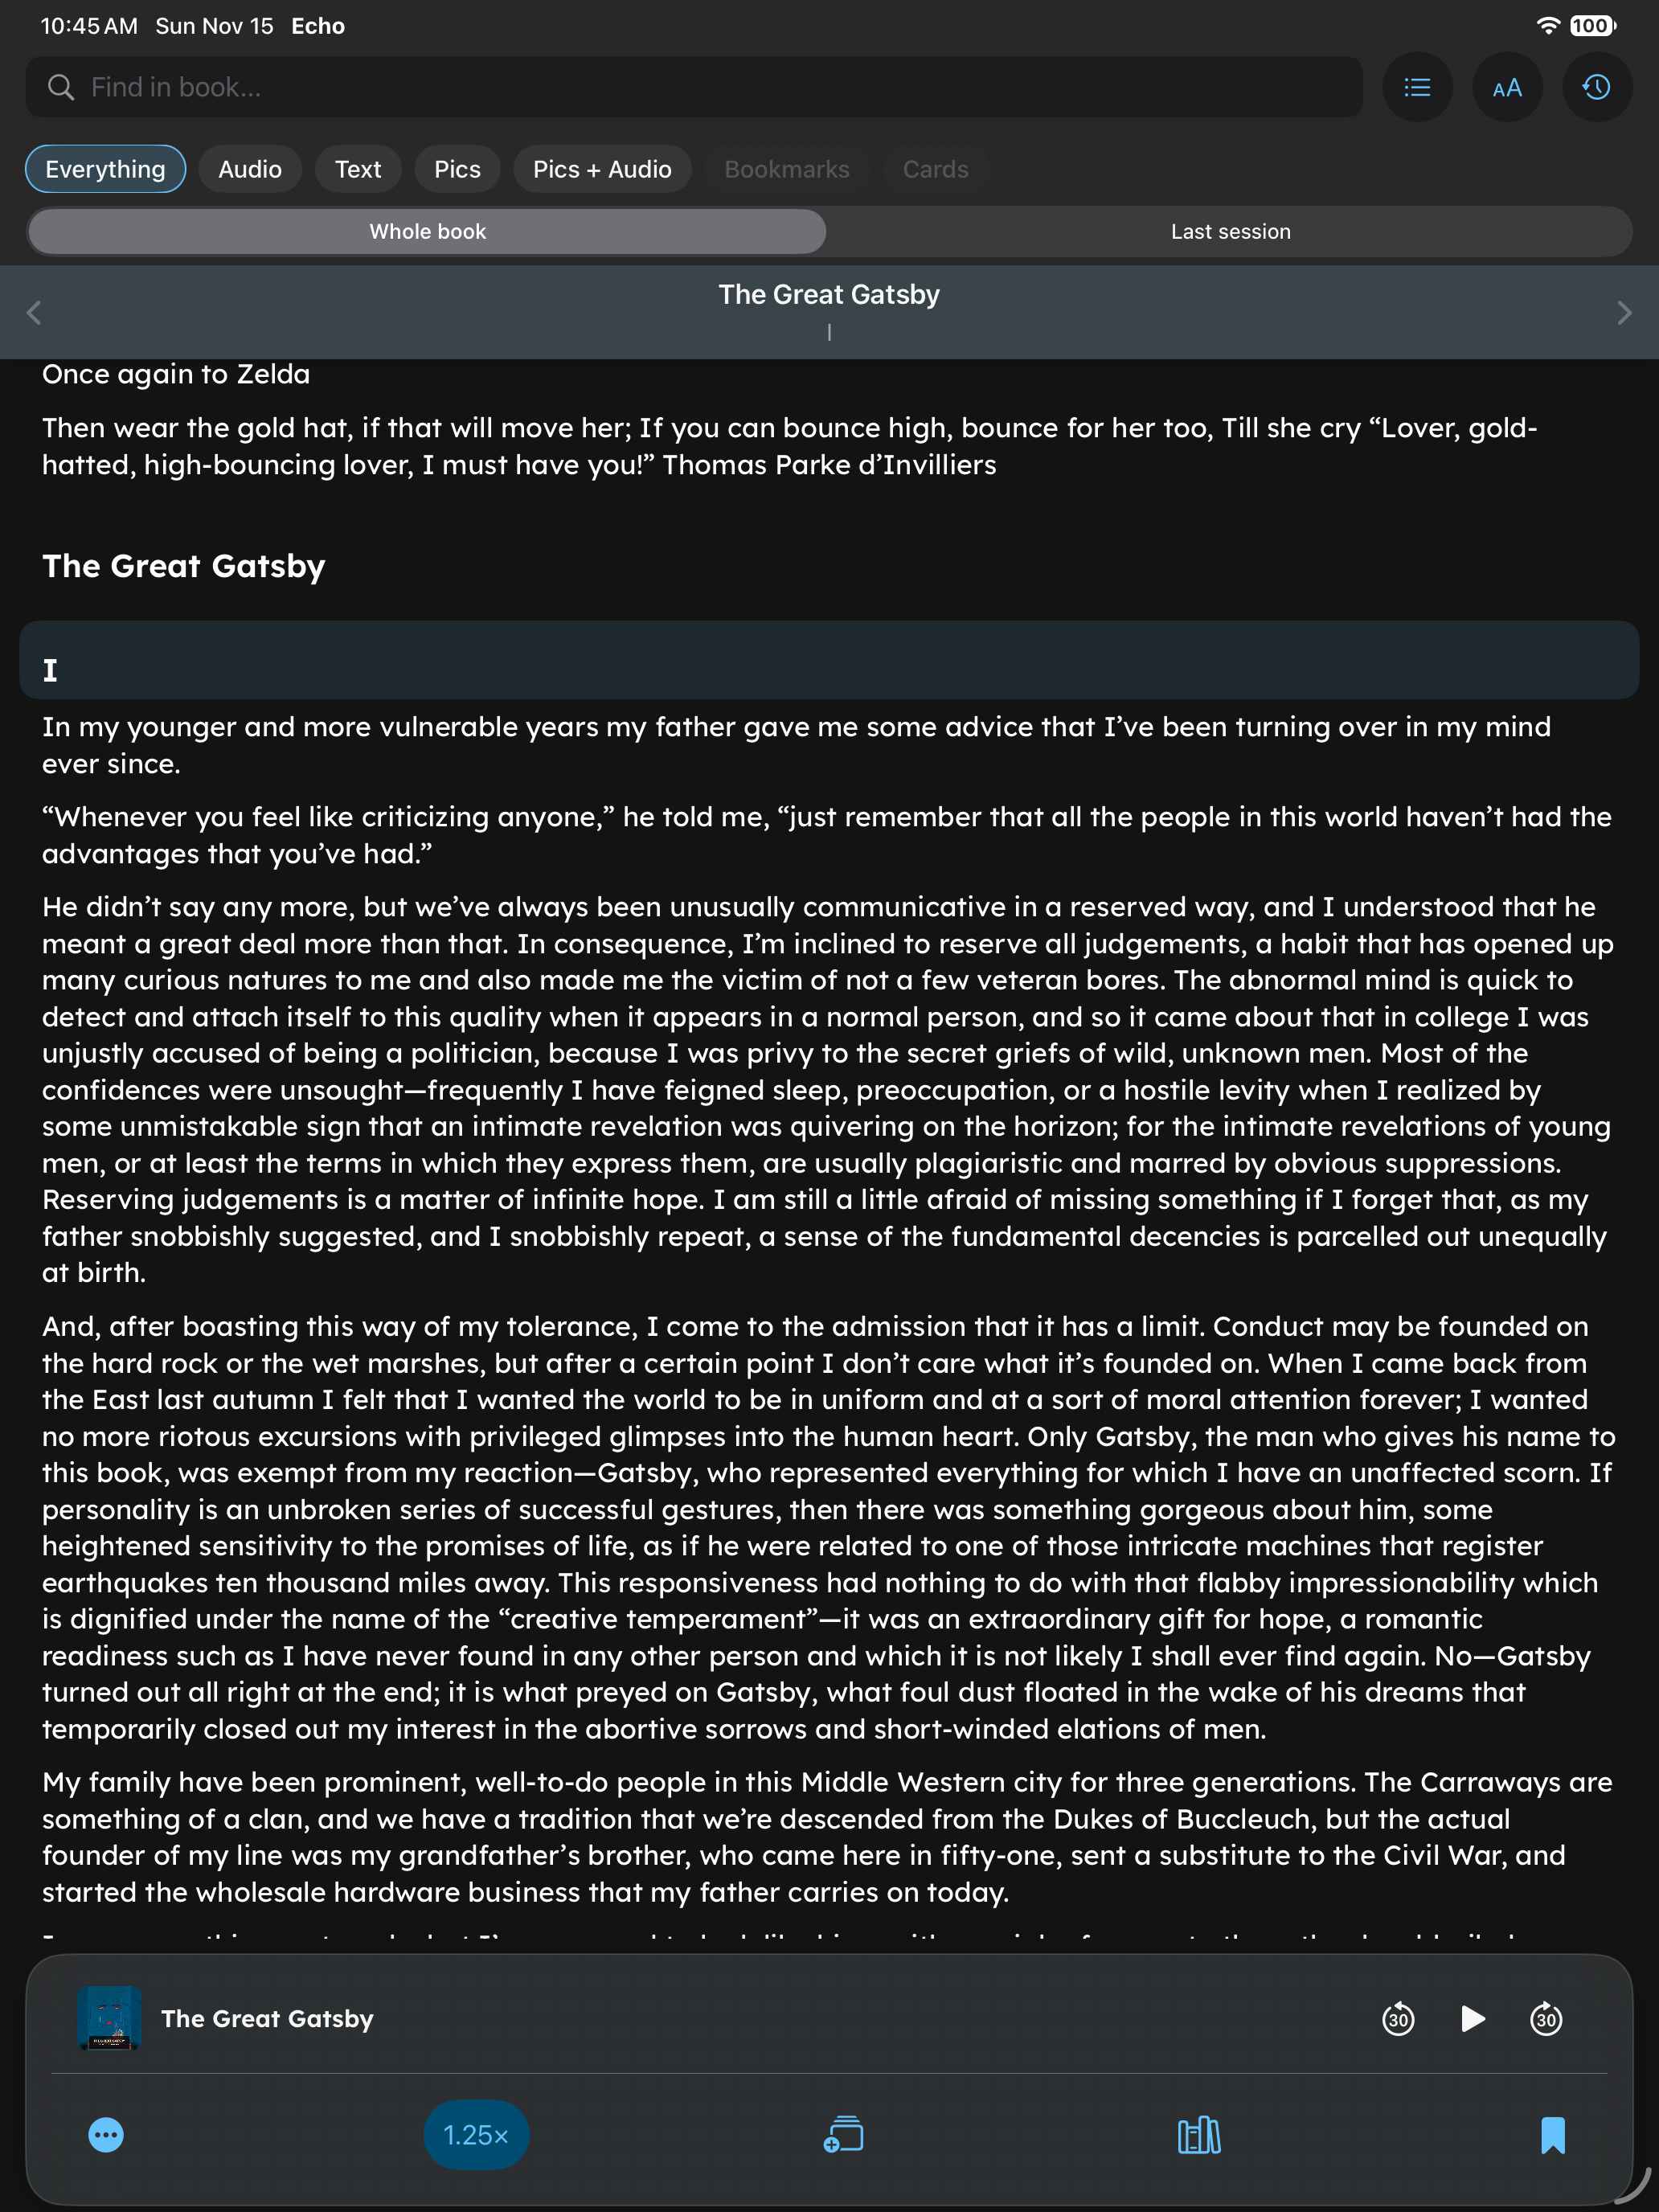 10:45 AM Sun Nov 15 Echo
100
Find in book...
AA
Everything Audio Text Pics Pics + Audio Bookmarks Cards
Whole book Last session
The Great Gatsby
I
Once again to Zelda
Then wear the gold hat, if that will move her; If you can bounce high, bounce for her too, Till she cry “Lover, gold-
hatted, high-bouncing lover, I must have you!” Thomas Parke d’Invilliers
The Great Gatsby
I
In my younger and more vulnerable years my father gave me some advice that I’ve been turning over in my mind
ever since.
“Whenever you feel like criticizing anyone,” he told me, “just remember that all the people in this world haven’t had the
advantages that you’ve had.”
He didn’t say any more, but we’ve always been unusually communicative in a reserved way, and I understood that he
meant a great deal more than that. In consequence, I’m inclined to reserve all judgements, a habit that has opened up
many curious natures to me and also made me the victim of not a few veteran bores. The abnormal mind is quick to
detect and attach itself to this quality when it appears in a normal person, and so it came about that in college I was
unjustly accused of being a politician, because I was privy to the secret griefs of wild, unknown men. Most of the
confidences were unsought—frequently I have feigned sleep, preoccupation, or a hostile levity when I realized by
some unmistakable sign that an intimate revelation was quivering on the horizon; for the intimate revelations of young
men, or at least the terms in which they express them, are usually plagiaristic and marred by obvious suppressions.
Reserving judgements is a matter of infinite hope. I am still a little afraid of missing something if I forget that, as my
father snobbishly suggested, and I snobbishly repeat, a sense of the fundamental decencies is parcelled out unequally
at birth.
And, after boasting this way of my tolerance, I come to the admission that it has a limit. Conduct may be founded on
the hard rock or the wet marshes, but after a certain point I don’t care what it’s founded on. When I came back from
the East last autumn I felt that I wanted the world to be in uniform and at a sort of moral attention forever; I wanted
no more riotous excursions with privileged glimpses into the human heart. Only Gatsby, the man who gives his name to
this book, was exempt from my reaction—Gatsby, who represented everything for which I have an unaffected scorn. If
personality is an unbroken series of successful gestures, then there was something gorgeous about him, some
heightened sensitivity to the promises of life, as if he were related to one of those intricate machines that register
earthquakes ten thousand miles away. This responsiveness had nothing to do with that flabby impressionability which
is dignified under the name of the “creative temperament”—it was an extraordinary gift for hope, a romantic
readiness such as I have never found in any other person and which it is not likely I shall ever find again. No—Gatsby
turned out all right at the end; it is what preyed on Gatsby, what foul dust floated in the wake of his dreams that
temporarily closed out my interest in the abortive sorrows and short-winded elations of men.
My family have been prominent, well-to-do people in this Middle Western city for three generations. The Carraways are
something of a clan, and we have a tradition that we’re descended from the Dukes of Buccleuch, but the actual
founder of my line was my grandfather’s brother, who came here in fifty-one, sent a substitute to the Civil War, and
started the wholesale hardware business that my father carries on today.
The Great Gatsby
30 30
1.25×